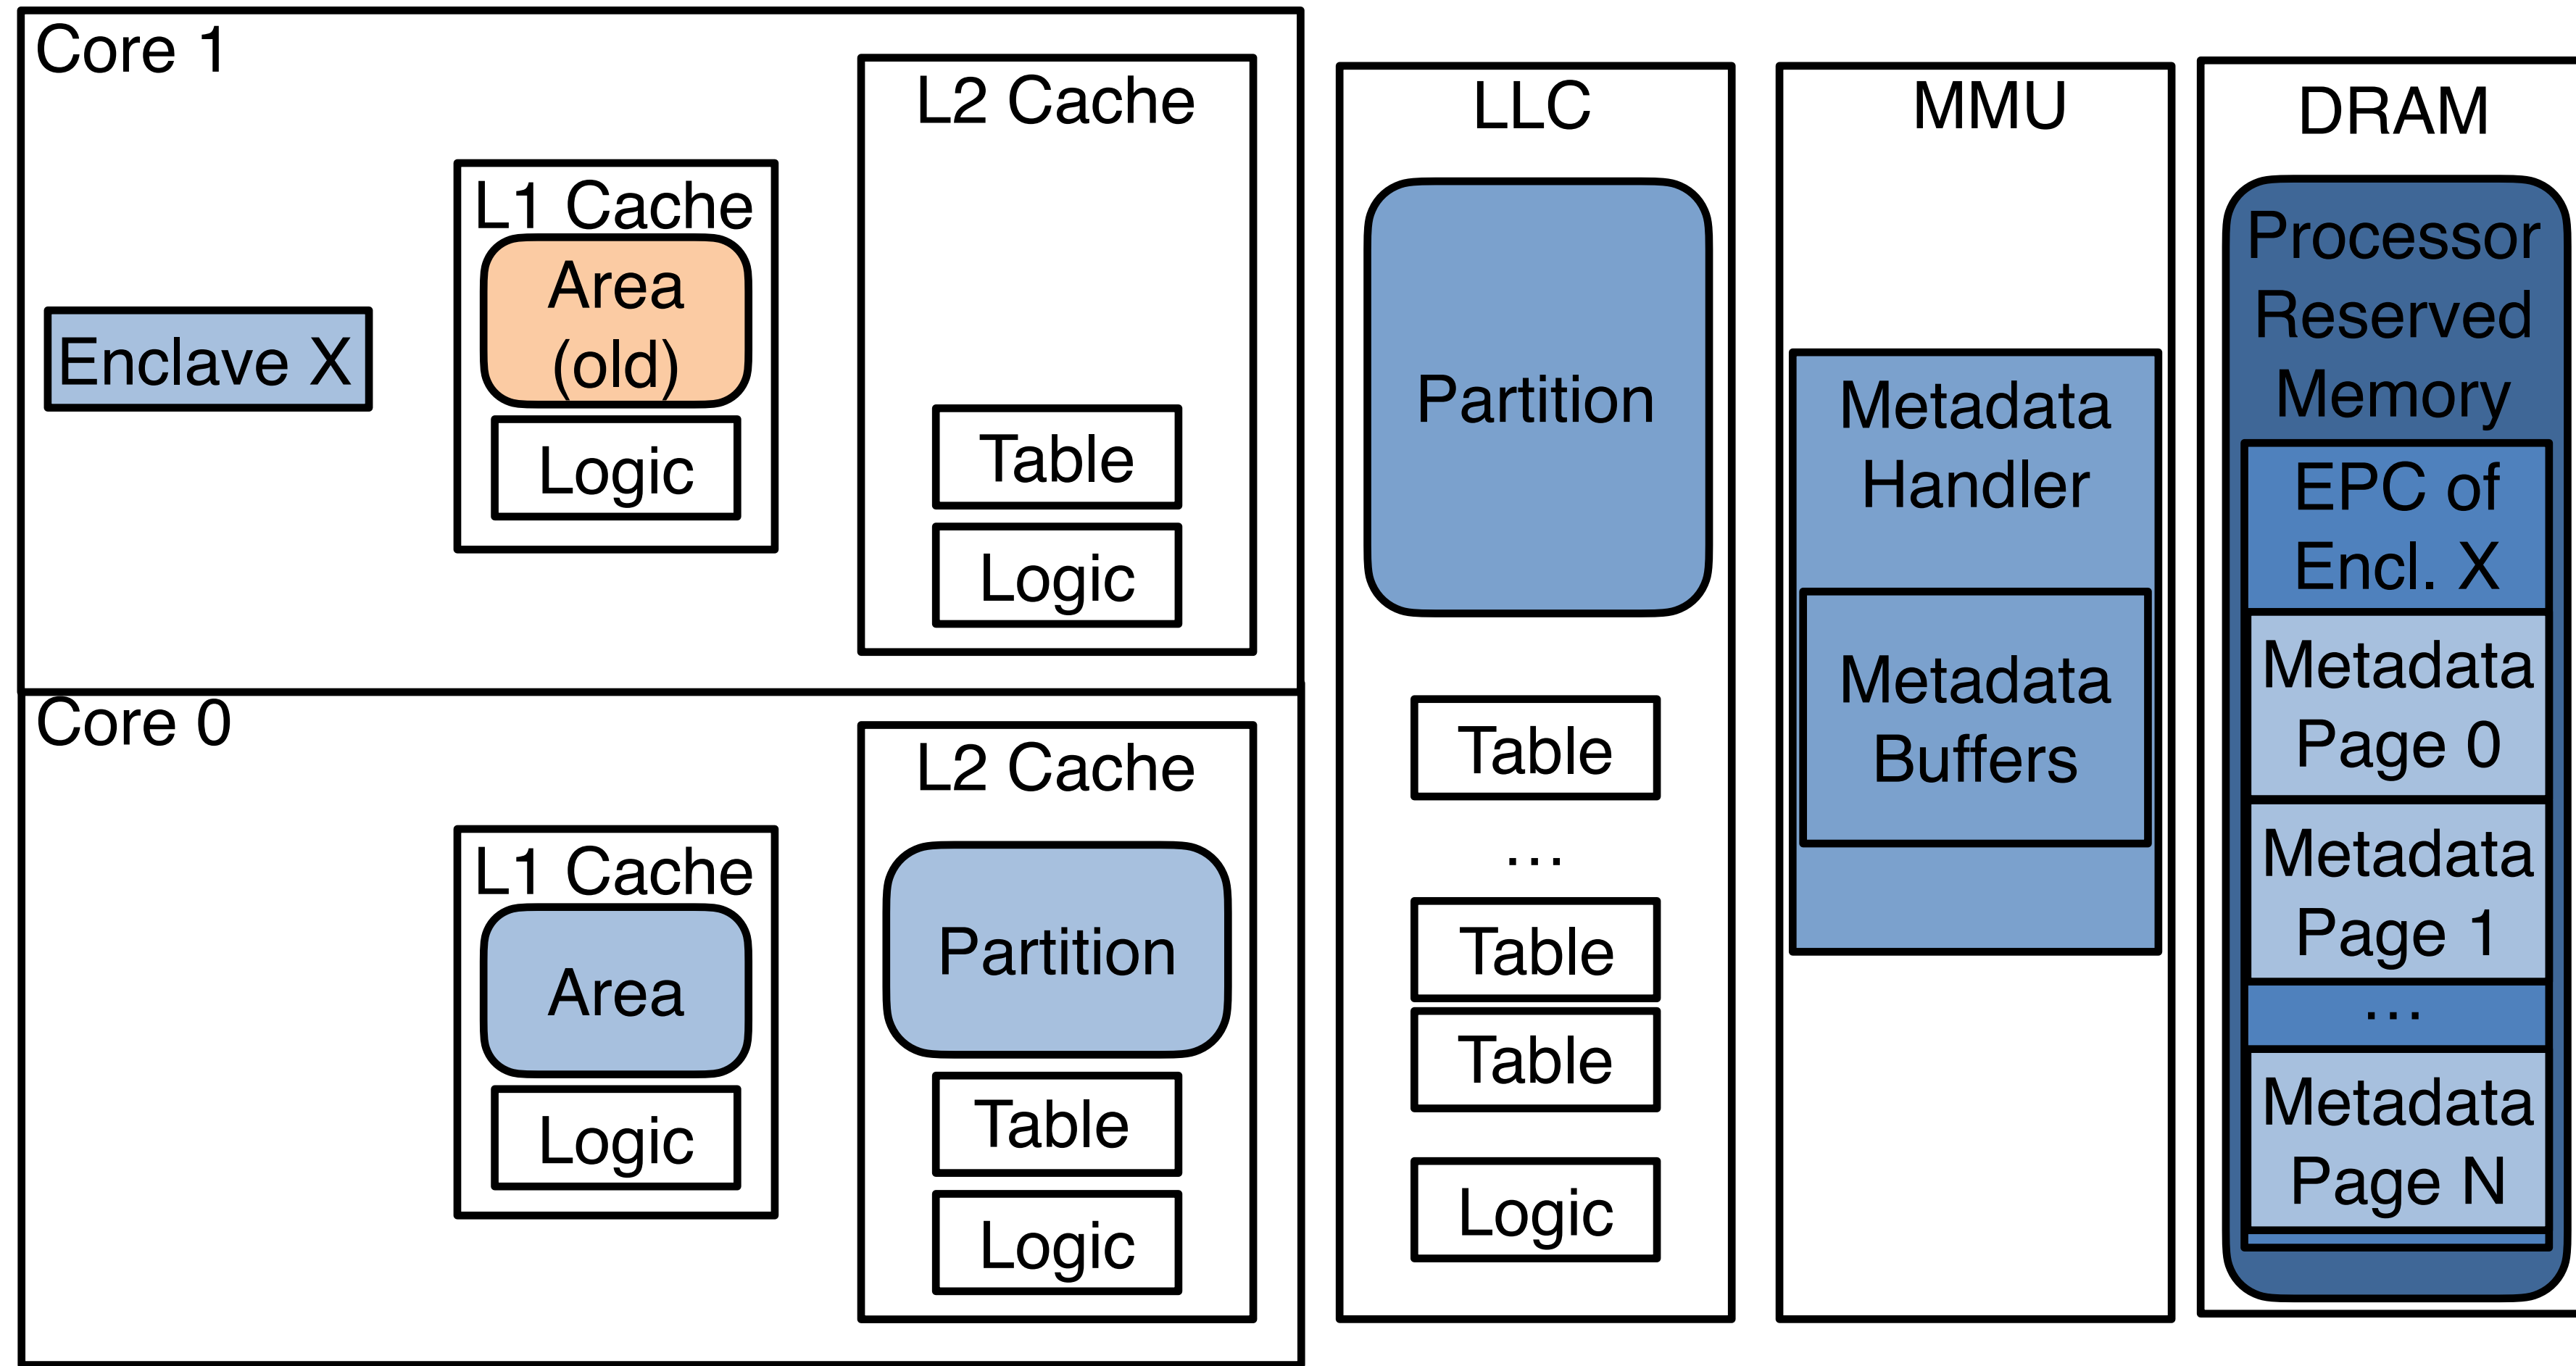 Core 1
Enclave X
L1 Cache
Area
(old)
Logic
L2 Cache
Table
Logic
Core 0
L1 Cache
Area
Logic
L2 Cache
Partition
Table
Logic
LLC
Partition
Table
...
Table
Table
Logic
MMU
Metadata
Handler
Metadata
Buffers
DRAM
Processor
Reserved
Memory
EPC of
Encl. X
Metadata
Page 0
Metadata
Page 1
...
Metadata
Page N